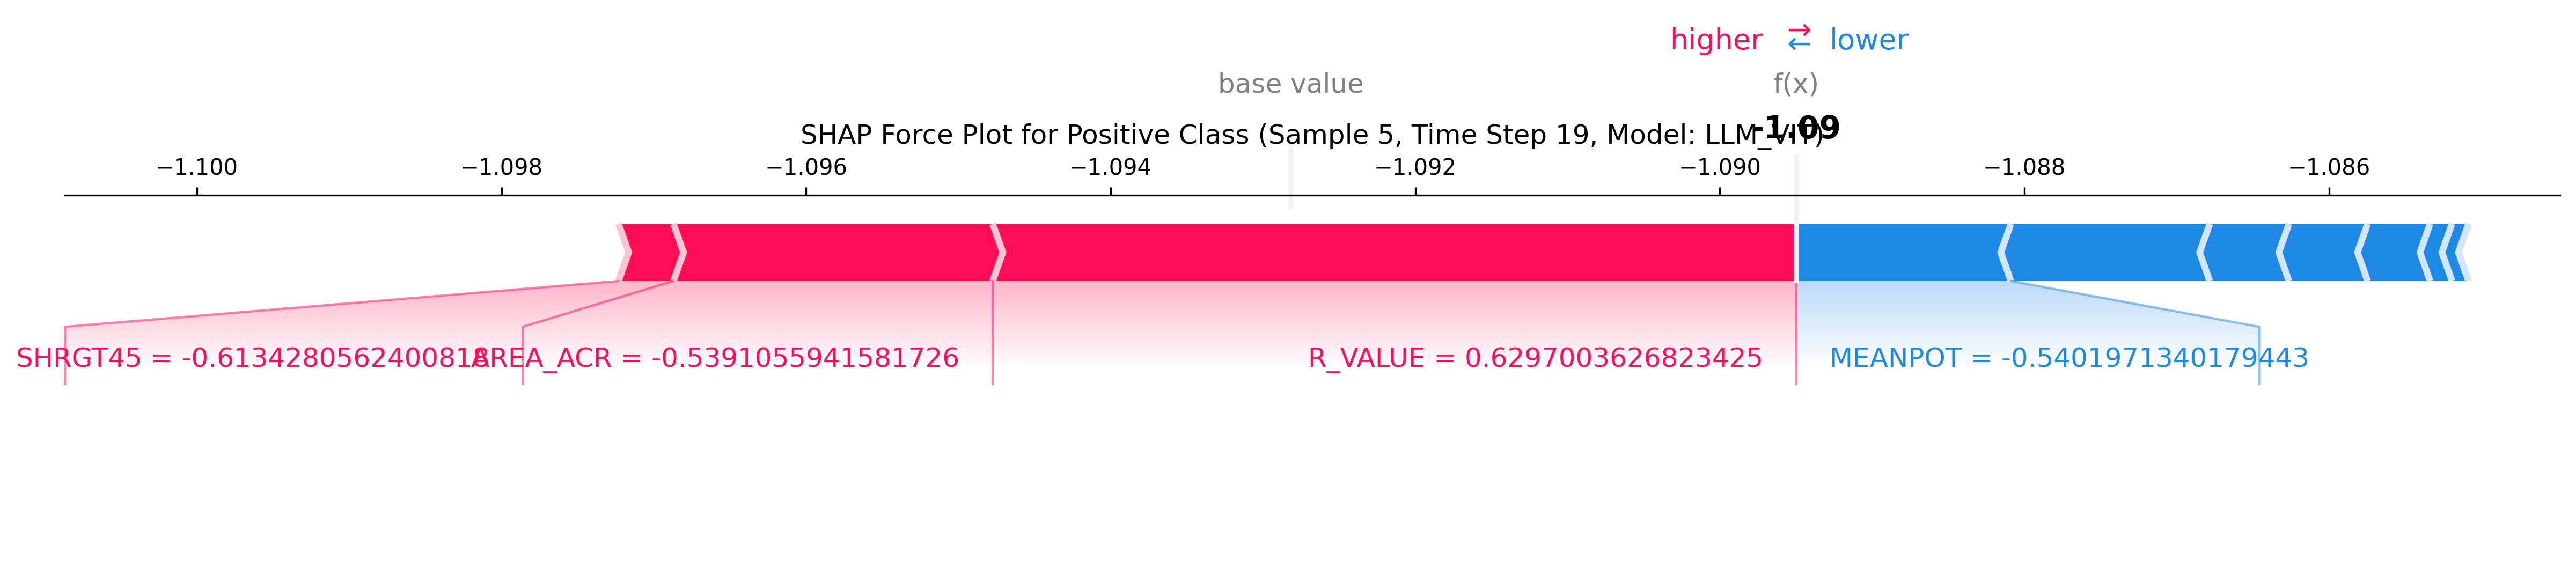 higher ⇄ lower
base value f(x)
SHAP Force Plot for Positive Class (Sample 5, Time Step 19, Model: LLM_VIT)
-1.09
−1.100 −1.098 −1.096 −1.094 −1.092 −1.090 −1.088 −1.086
SHRGT45 = -0.6134280562400818 AREA_ACR = -0.5391055941581726 R_VALUE = 0.6297003626823425 MEANPOT = -0.5401971340179443